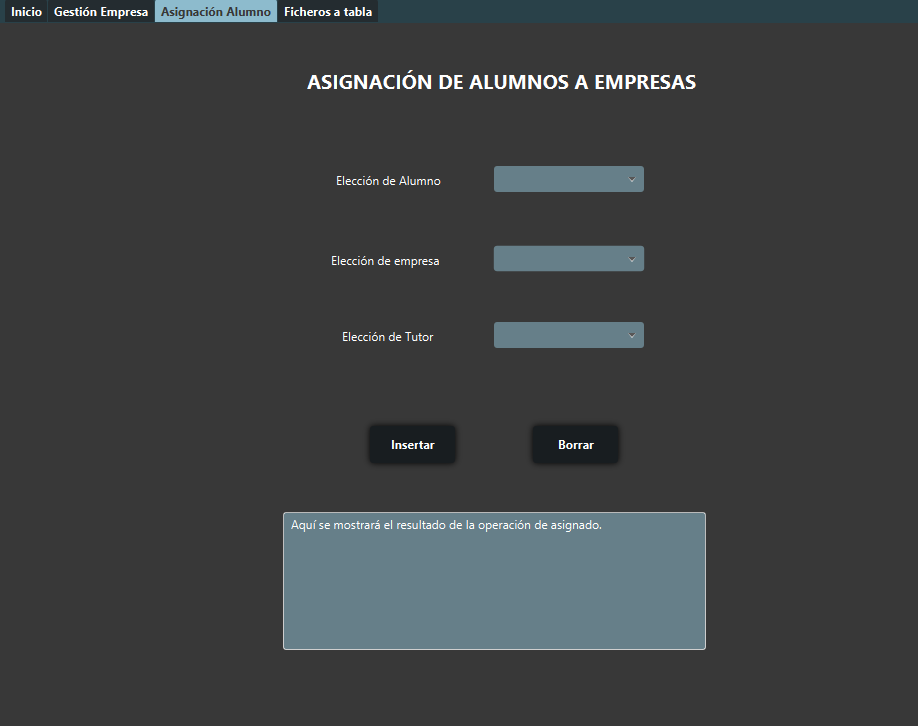 Inicio Gestión Empresa Asignación Alumno Ficheros a tabla
ASIGNACIÓN DE ALUMNOS A EMPRESAS
Elección de Alumno
Elección de empresa
Elección de Tutor
Insertar Borrar
Aquí se mostrará el resultado de la operación de asignado.